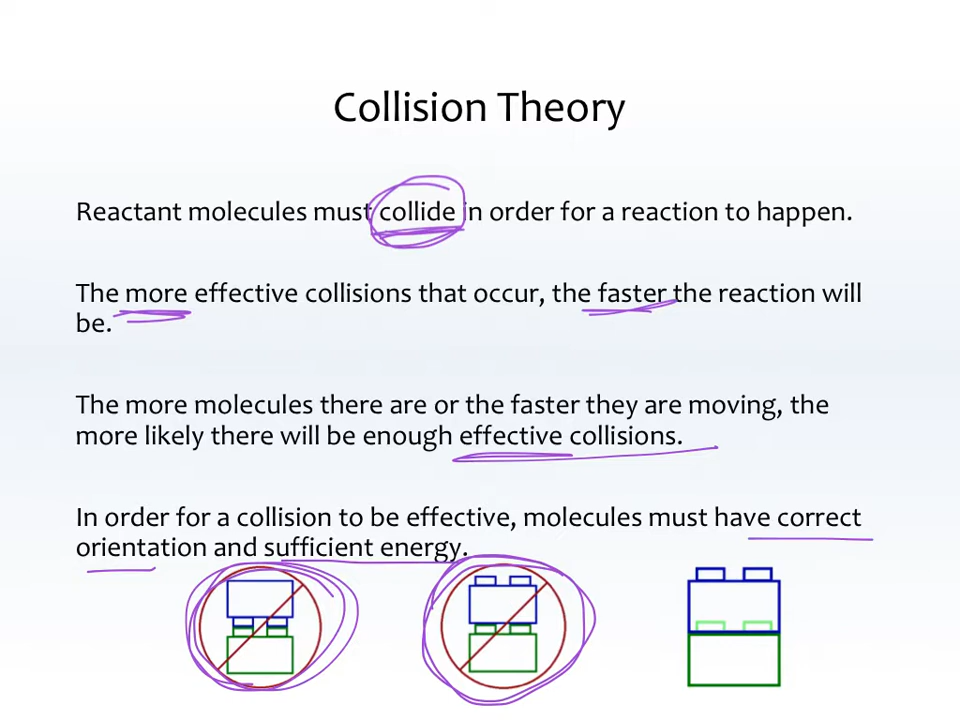 Collision Theory
Reactant molecules must collide in order for a reaction to happen.
The more effective collisions that occur, the faster the reaction will
be.
The more molecules there are or the faster they are moving, the
more likely there will be enough effective collisions.
In order for a collision to be effective, molecules must have correct
orientation and sufficient energy.